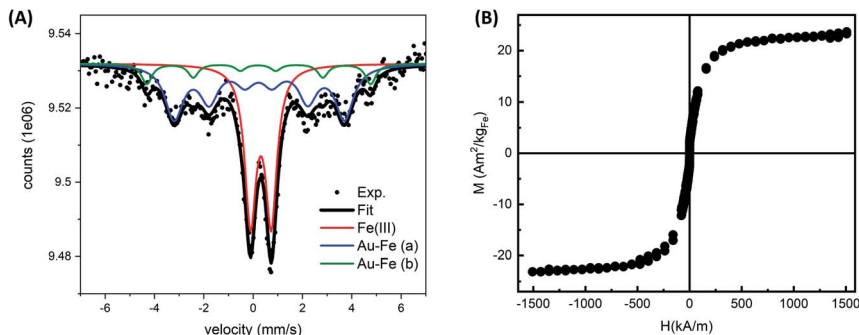 (A)
9.54
9.52
9.5
9.48
counts (1e06)
Exp.
Fit
Fe(III)
Au-Fe (a)
Au-Fe (b)
-6 -4 -2 0 2 4 6
velocity (mm/s)
(B)
20
10
0
-10
-20
M (Am²/kg_Fe)
-1500 -1000 -500 0 500 1000 1500
H(kA/m)